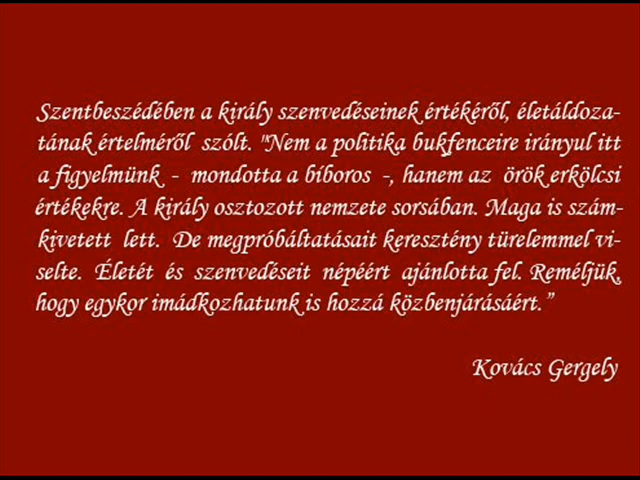 Szentbeszédében a király szenvedéseinek értékéről, életáldoza-
tának értelméről szólt. "Nem a politika bukfenceire irányul itt
a figyelmünk - mondotta a bíboros -, hanem az örök erkölcsi
értékekre. A király osztozott nemzete sorsában. Maga is szám-
kivetett lett. De megpróbáltatásait keresztény türelemmel vi-
selte. Életét és szenvedéseit népéért ajánlotta fel. Reméljük,
hogy egykor imádkozhatunk is hozzá közbenjárásáért.”
Kovács Gergely